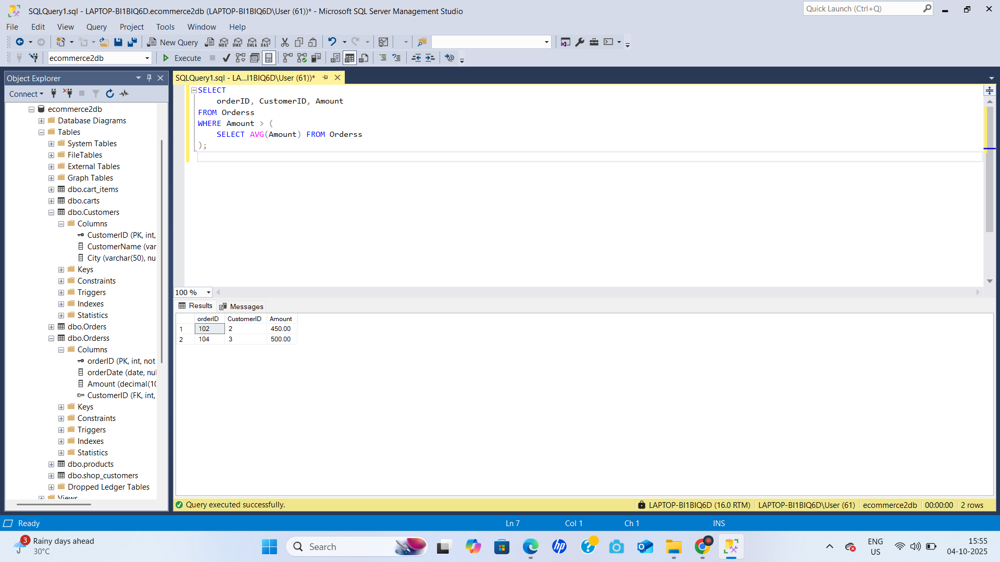 SQLQuery1.sql - LAPTOP-BI1BIQ6D.ecommerce2db (LAPTOP-BI1BIQ6D\User (61))* - Microsoft SQL Server Management Studio
Quick Launch (Ctrl+Q)
File Edit View Query Project Tools Window Help
New Query MDX DMX XMLA DAX
ecommerce2db Execute
Object Explorer
Connect
ecommerce2db
Database Diagrams
Tables
System Tables
FileTables
External Tables
Graph Tables
dbo.cart_items
dbo.carts
dbo.Customers
Columns
CustomerID (PK, int,
CustomerName (var
City (varchar(50), nu
Keys
Constraints
Triggers
Indexes
Statistics
dbo.Orders
dbo.Orderss
Columns
orderID (PK, int, not
orderDate (date, nul
Amount (decimal(10
CustomerID (FK, int,
Keys
Constraints
Triggers
Indexes
Statistics
dbo.products
dbo.shop_customers
Dropped Ledger Tables
Views
SQLQuery1.sql - LA...I1BIQ6D\User (61))*
SELECT
orderID, CustomerID, Amount
FROM Orderss
WHERE Amount > (
SELECT AVG(Amount) FROM Orderss
);
100 %
Results Messages
orderID CustomerID Amount
1 102 2 450.00
2 104 3 500.00
Query executed successfully.
LAPTOP-BI1BIQ6D (16.0 RTM) LAPTOP-BI1BIQ6D\User (61) ecommerce2db 00:00:00 2 rows
Ready Ln 7 Col 1 Ch 1 INS
3
Rainy days ahead
30°C
Search
hp
ENG
US
15:55
04-10-2025